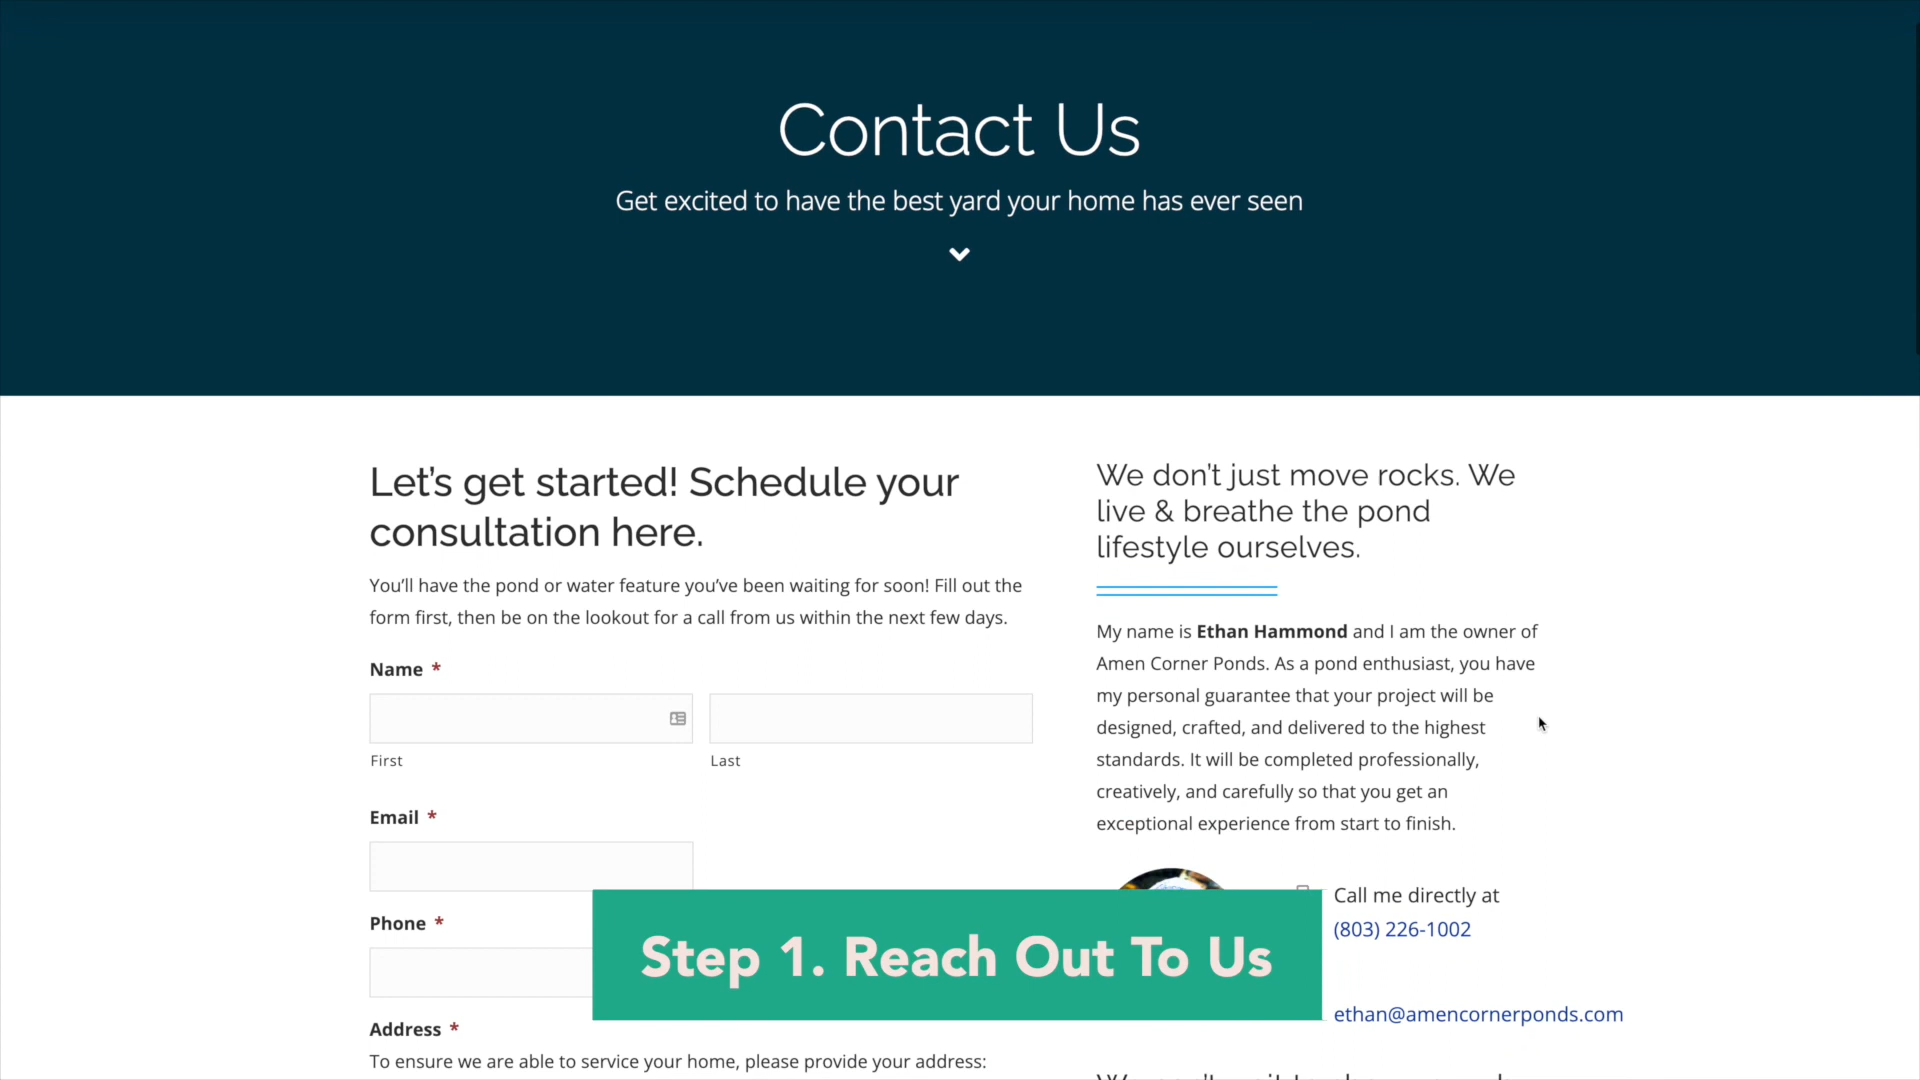 Contact Us
Get excited to have the best yard your home has ever seen
Let's get started! Schedule your
consultation here.
You'll have the pond or water feature you've been waiting for soon! Fill out the
form first, then be on the lookout for a call from us within the next few days.
Name *
First
Last
Email *
Phone *
Address *
To ensure we are able to service your home, please provide your address:
We don't just move rocks. We
live & breathe the pond
lifestyle ourselves.
My name is Ethan Hammond and I am the owner of
Amen Corner Ponds. As a pond enthusiast, you have
my personal guarantee that your project will be
designed, crafted, and delivered to the highest
standards. It will be completed professionally,
creatively, and carefully so that you get an
exceptional experience from start to finish.
Call me directly at
(803) 226-1002
ethan@amencornerponds.com
Step 1. Reach Out To Us